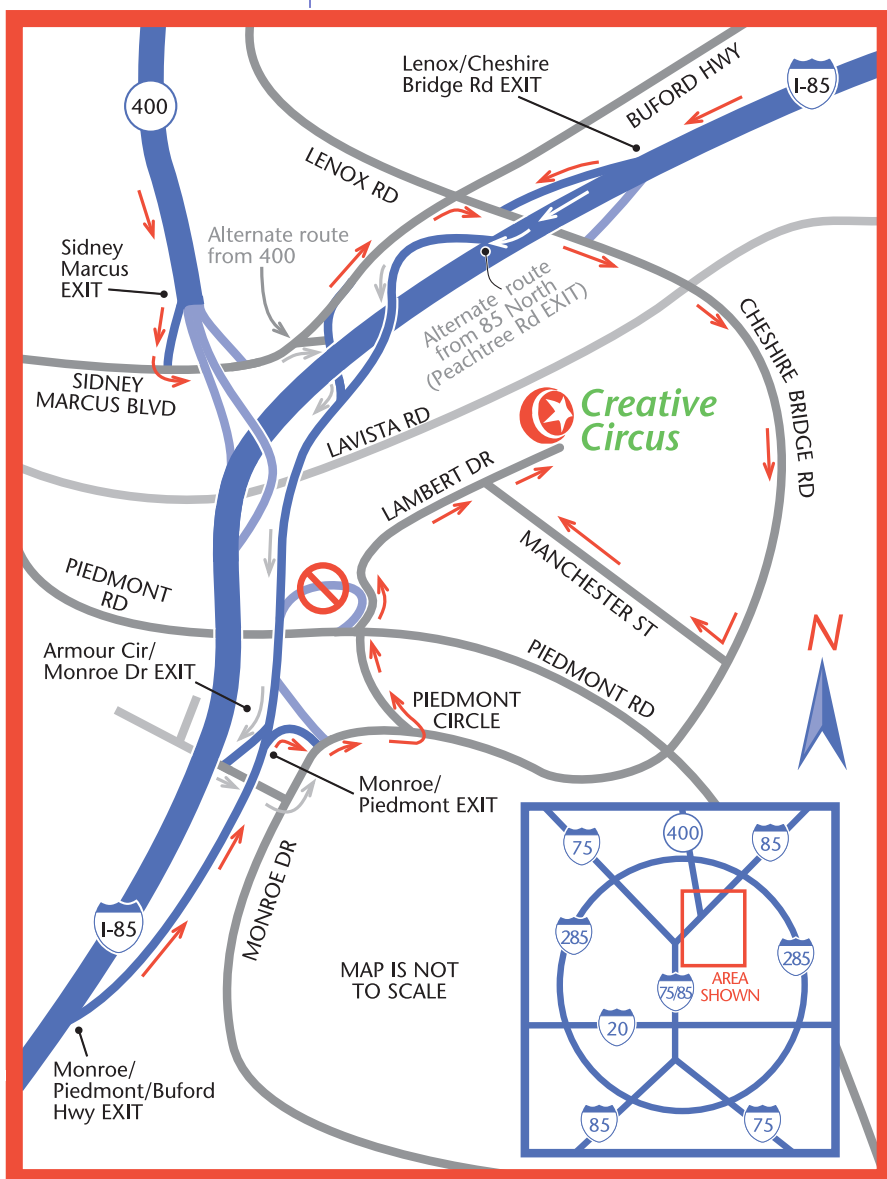 400
Lenox/Cheshire
Bridge Rd EXIT
BUFORD HWY
I-85
LENOX RD
Sidney
Marcus
EXIT
Alternate route
from 400
Alternate route
from 85 North
(Peachtree Rd EXIT)
CHESHIRE BRIDGE RD
SIDNEY
MARCUS BLVD
LAVISTA RD
Creative
Circus
LAMBERT DR
MANCHESTER ST
PIEDMONT
RD
N
Armour Cir/
Monroe Dr EXIT
PIEDMONT RD
PIEDMONT
CIRCLE
Monroe/
Piedmont EXIT
MONROE DR
I-85
MAP IS NOT
TO SCALE
Monroe/
Piedmont/Buford
Hwy EXIT
75
400
85
285
285
AREA
SHOWN
75/85
20
85
75